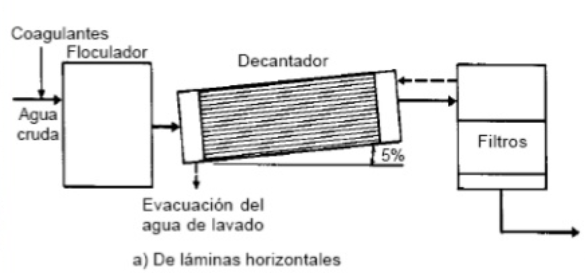 Coagulantes
Floculador
Decantador
Agua
cruda
Filtros
5%
Evacuación del
agua de lavado
a) De láminas horizontales